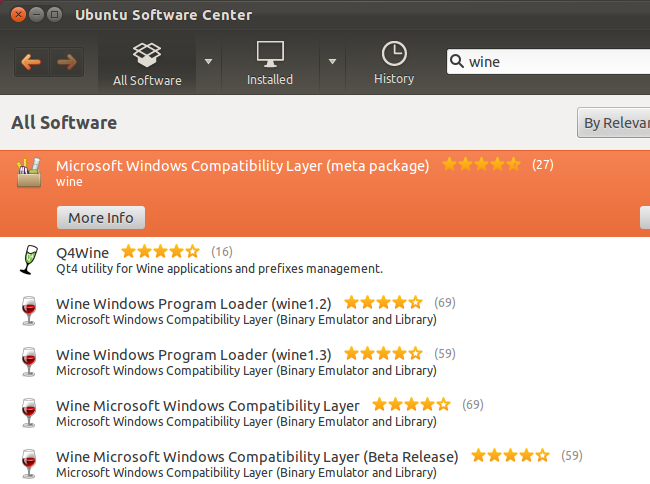 Ubuntu Software Center
All Software
Installed
History
wine
All Software
By Relevan
Microsoft Windows Compatibility Layer (meta package) (27)
wine
More Info
Q4Wine (16)
Qt4 utility for Wine applications and prefixes management.
Wine Windows Program Loader (wine1.2) (69)
Microsoft Windows Compatibility Layer (Binary Emulator and Library)
Wine Windows Program Loader (wine1.3) (59)
Microsoft Windows Compatibility Layer (Binary Emulator and Library)
Wine Microsoft Windows Compatibility Layer (69)
Microsoft Windows Compatibility Layer (Binary Emulator and Library)
Wine Microsoft Windows Compatibility Layer (Beta Release) (59)
Microsoft Windows Compatibility Layer (Binary Emulator and Library)